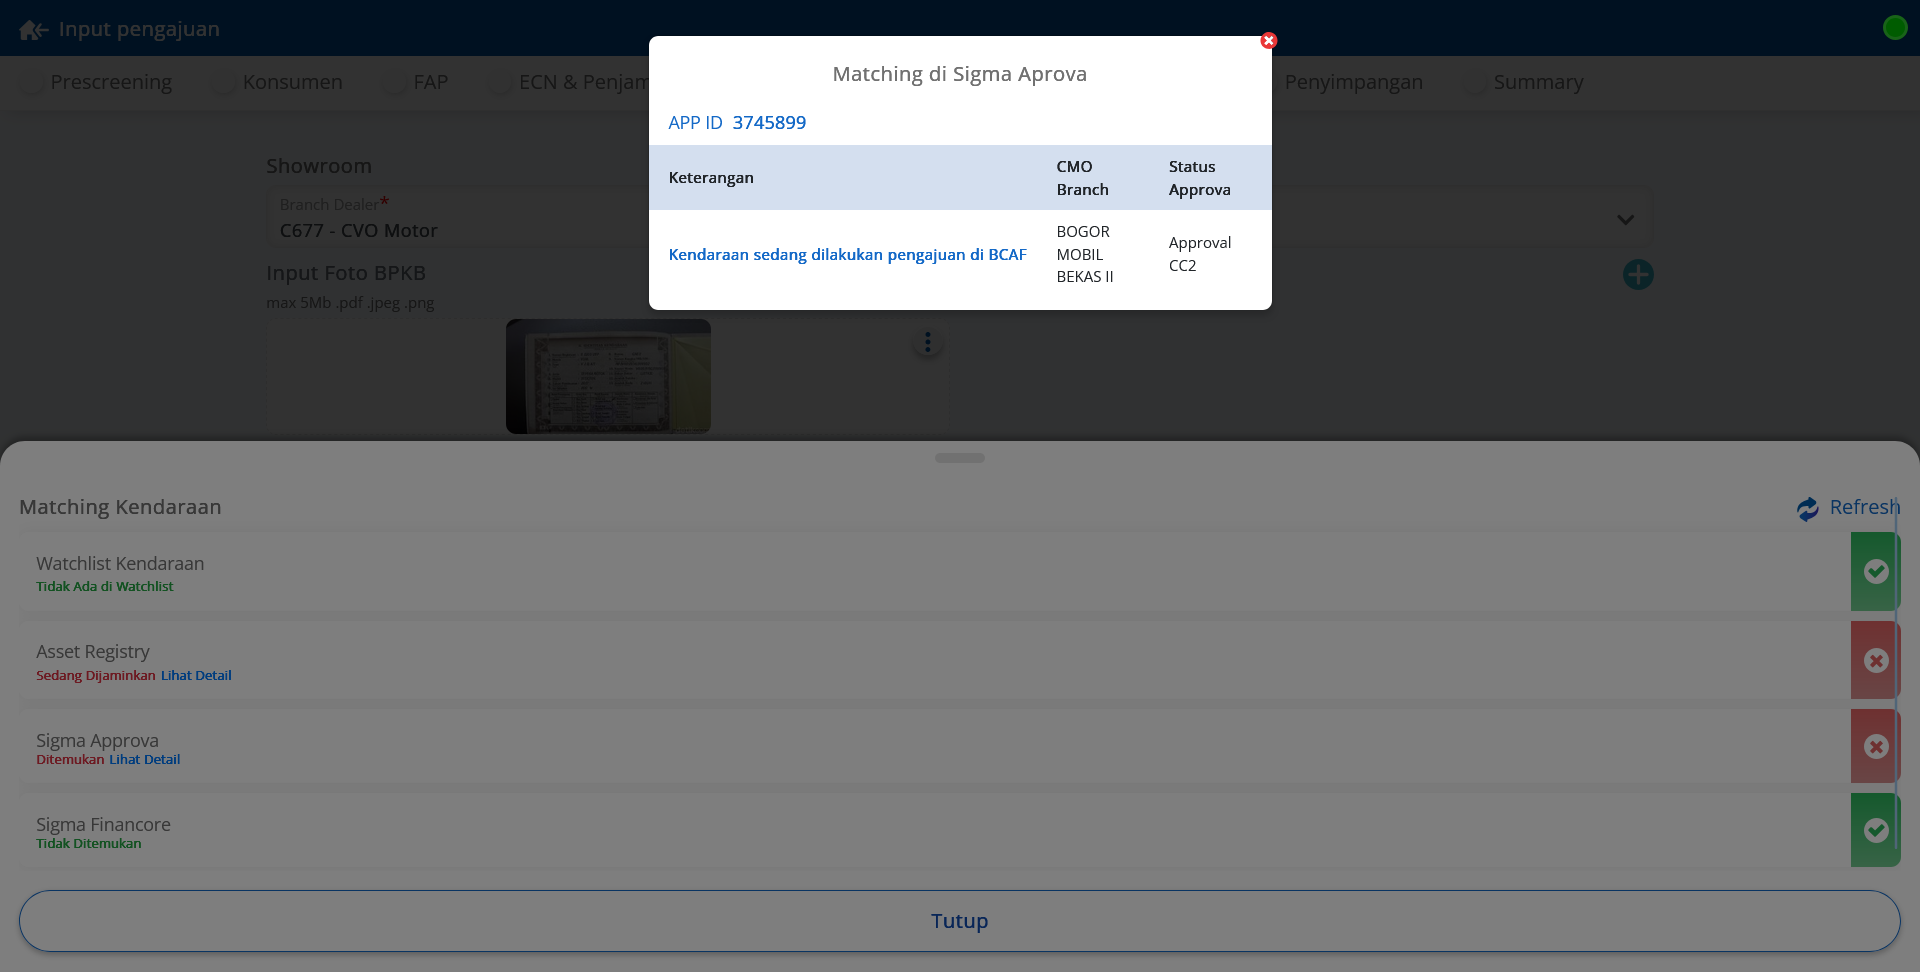 Input pengajuan
Prescreening
Konsumen
FAP
ECN & Penjam
Penyimpangan
Summary
Matching di Sigma Aprova
APP ID 3745899
Keterangan
CMO
Branch
Status
Approva
Kendaraan sedang dilakukan pengajuan di BCAF
BOGOR
MOBIL
BEKAS II
Approval
CC2
Showroom
Branch Dealer*
C677 - CVO Motor
Input Foto BPKB
max 5Mb .pdf .jpeg .png
Matching Kendaraan
Refresh
Watchlist Kendaraan
Tidak Ada di Watchlist
Asset Registry
Sedang Dijaminkan Lihat Detail
Sigma Approva
Ditemukan Lihat Detail
Sigma Financore
Tidak Ditemukan
Tutup